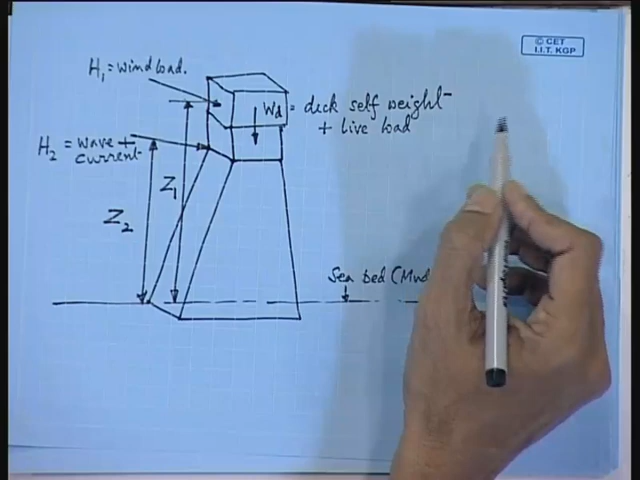 © CET
I.I.T. KGP
H₁ = wind load.
Wd = deck self weight
+ live load
H₂ = wave +
current
Z₁
Z₂
Sea bed (Mud